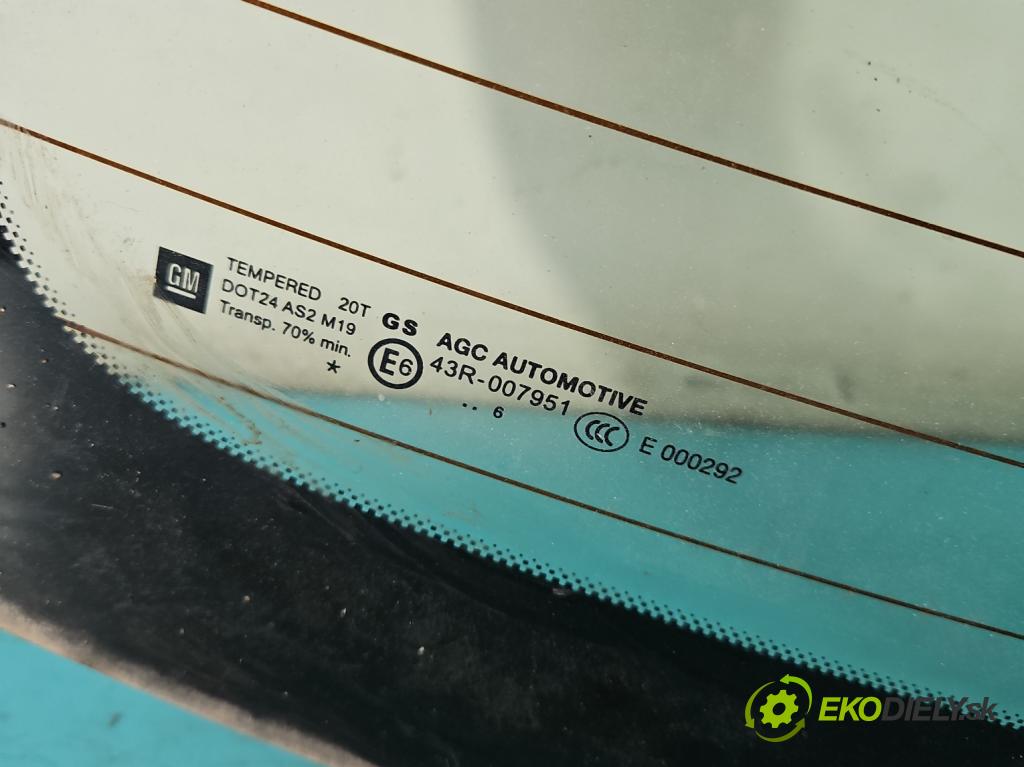 GM
TEMPERED 20T
DOT24 AS2 M19
Transp. 70% min.
*
GS AGC AUTOMOTIVE
E6 43R-007951
.. 6
CCC E 000292
EKODIELY.sk